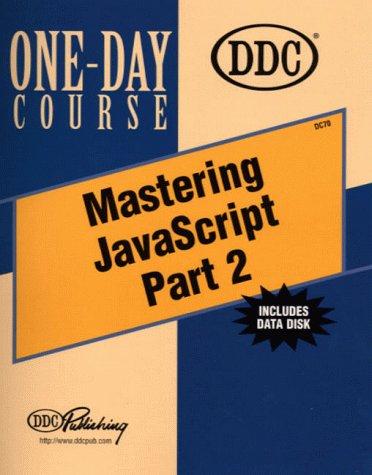 ONE-DAY
COURSE
DDC®
DC70
Mastering
JavaScript
Part 2
INCLUDES
DATA DISK
DDC Publishing
http://www.ddcpub.com